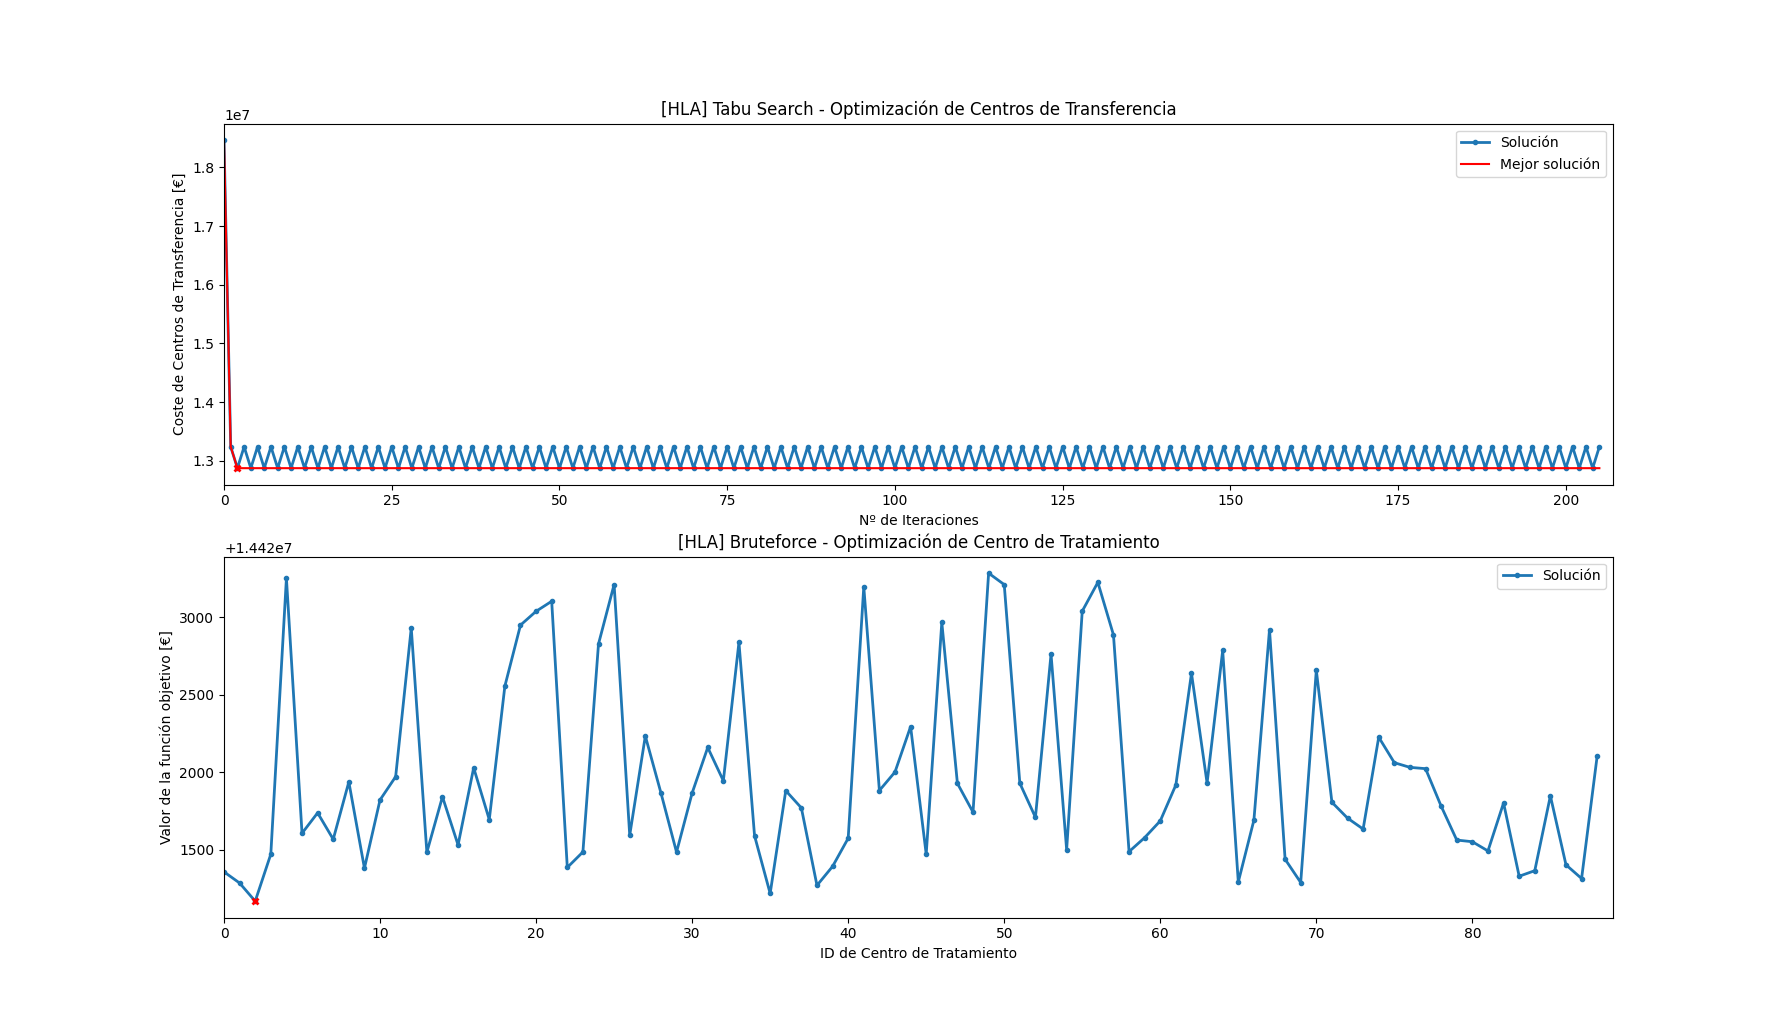 [HLA] Tabu Search - Optimización de Centros de Transferencia
1e7
Solución
Mejor solución
Coste de Centros de Transferencia [€]
1.8
1.7
1.6
1.5
1.4
1.3
0 25 50 75 100 125 150 175 200
Nº de Iteraciones
[HLA] Bruteforce - Optimización de Centro de Tratamiento
+1.442e7
Solución
Valor de la función objetivo [€]
3000
2500
2000
1500
0 10 20 30 40 50 60 70 80
ID de Centro de Tratamiento